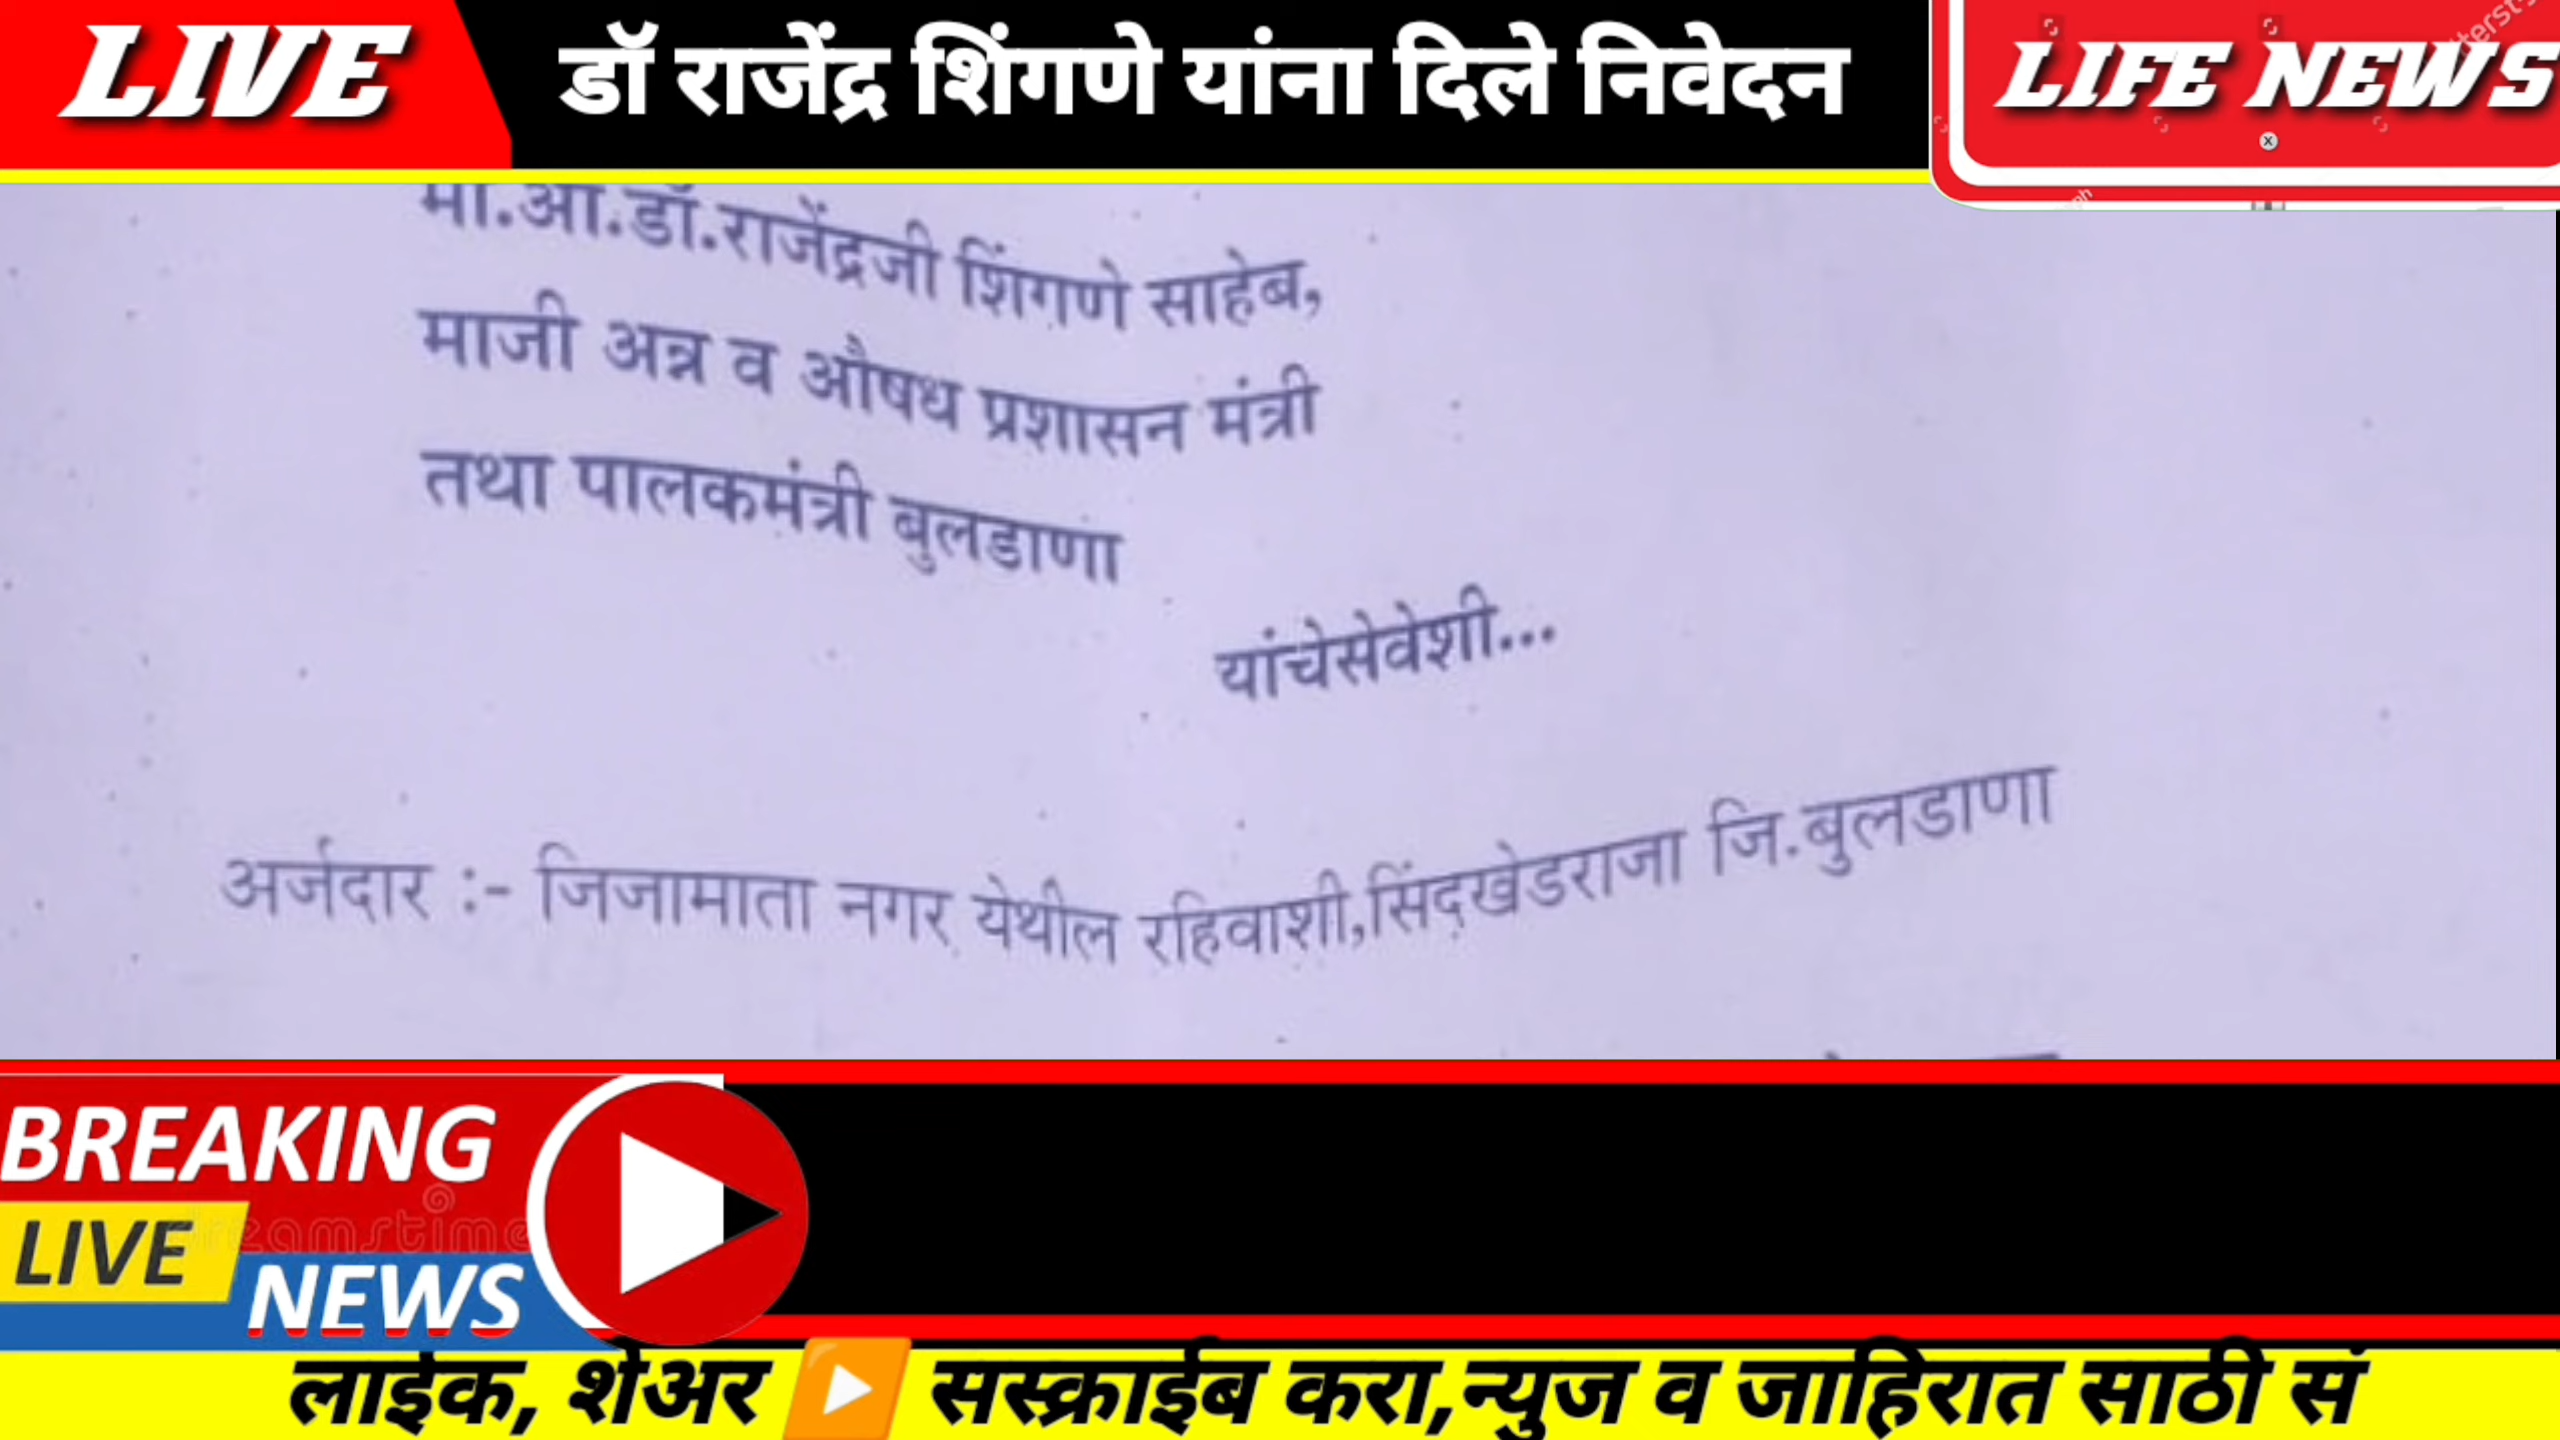 LIVE
डॉ राजेंद्र शिंगणे यांना दिले निवेदन
LIFE NEWS
मा.आ.डॉ.राजेंद्रजी शिंगणे साहेब,
माजी अन्न व औषध प्रशासन मंत्री
तथा पालकमंत्री बुलडाणा
यांचेसेवेशी...
अर्जदार :- जिजामाता नगर येथील रहिवाशी,सिंदखेडराजा जि.बुलडाणा
BREAKING
LIVE
dreamstime
NEWS
लाईक, शेअर ▶️ सस्क्राईब करा,न्युज व जाहिरात साठी सं